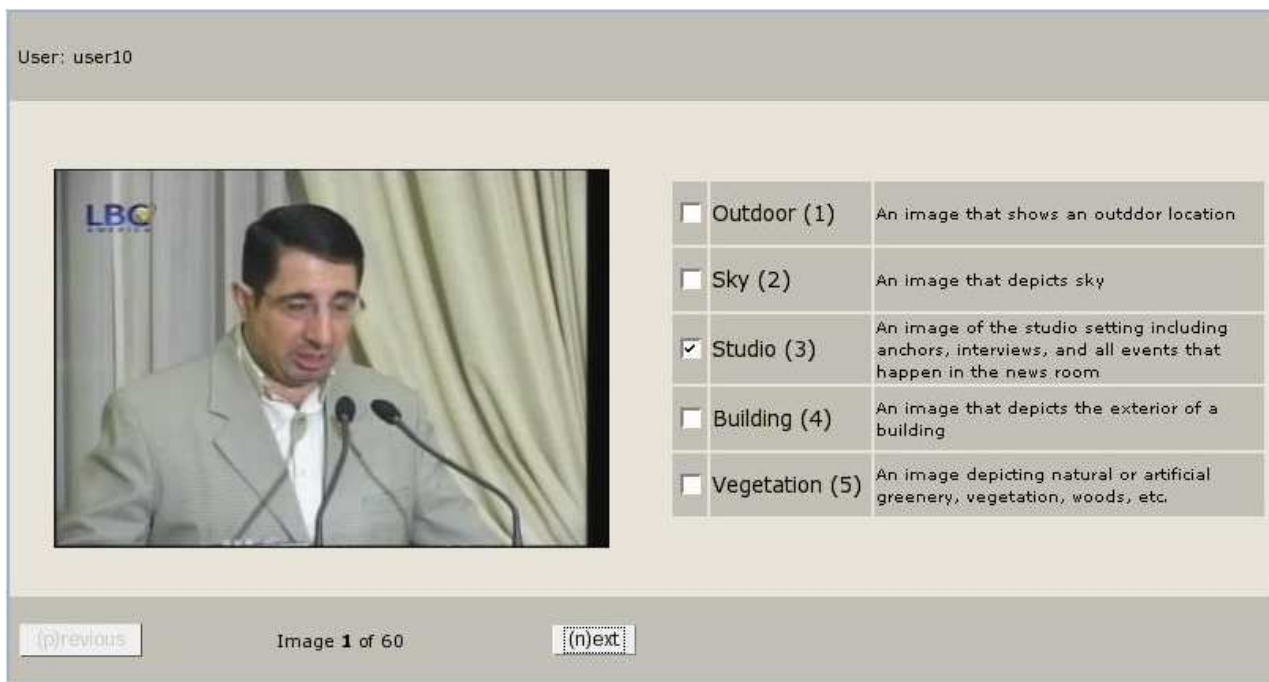 User: user10
LBC
AMERICA
Outdoor (1)
An image that shows an outddor location
Sky (2)
An image that depicts sky
Studio (3)
An image of the studio setting including
anchors, interviews, and all events that
happen in the news room
Building (4)
An image that depicts the exterior of a
building
Vegetation (5)
An image depicting natural or artificial
greenery, vegetation, woods, etc.
(p)revious
Image 1 of 60
(n)ext